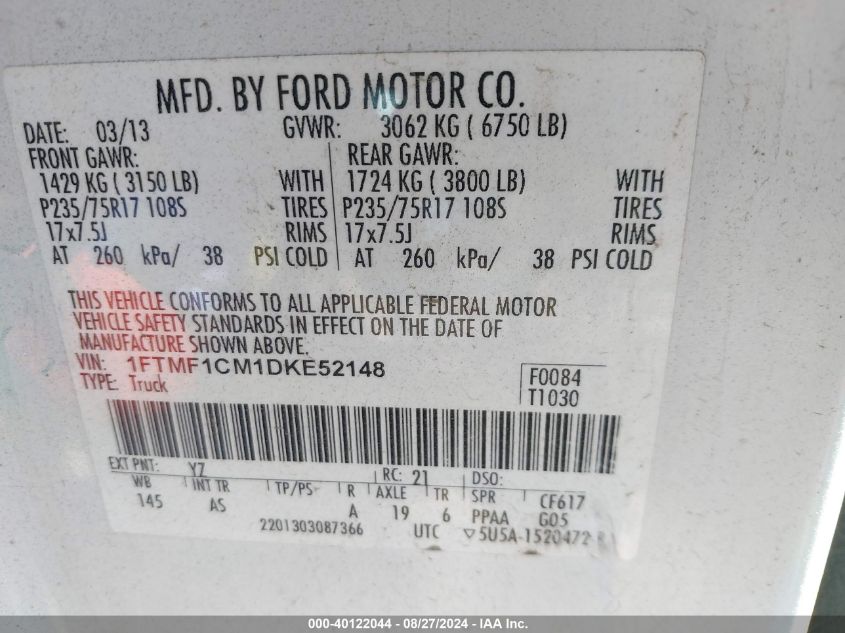 MFD. BY FORD MOTOR CO.
DATE: 03/13 GVWR: 3062 KG ( 6750 LB)
FRONT GAWR: REAR GAWR:
1429 KG ( 3150 LB) WITH 1724 KG ( 3800 LB) WITH
P235/75R17 108S TIRES P235/75R17 108S TIRES
17x7.5J RIMS 17x7.5J RIMS
AT 260 kPa/ 38 PSI COLD AT 260 kPa/ 38 PSI COLD
THIS VEHICLE CONFORMS TO ALL APPLICABLE FEDERAL MOTOR
VEHICLE SAFETY STANDARDS IN EFFECT ON THE DATE OF
MANUFACTURE SHOWN ABOVE.
VIN: 1FTMF1CM1DKE52148 F0084
TYPE: Truck T1030
EXT PNT: YZ RC: 21 DSO:
WB INT TR TP/PS R AXLE TR SPR CF617
145 AS A 19 6 PPAA G05
2201303087366 UTC ▽5U5A-1520472-
000-40122044 - 08/27/2024 - IAA Inc.